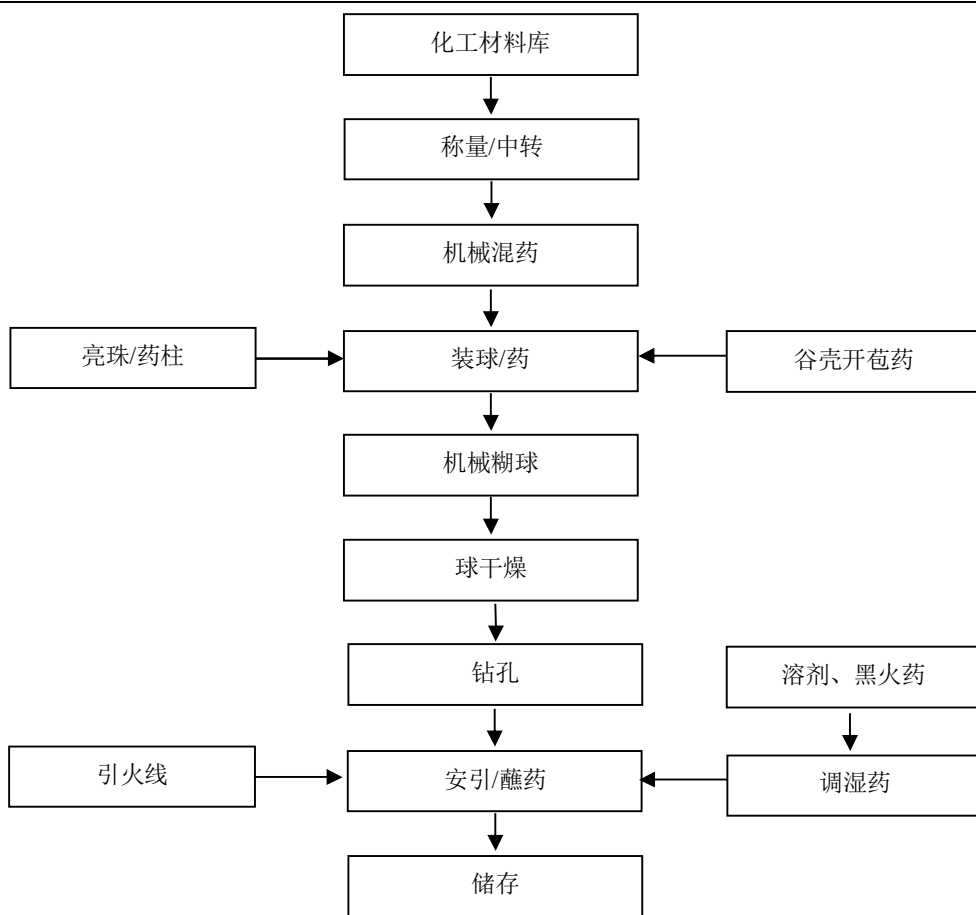 化工材料库
称量/中转
机械混药
亮珠/药柱
装球/药
谷壳开苞药
机械糊球
球干燥
钻孔
溶剂、黑火药
引火线
安引/蘸药
调湿药
储存